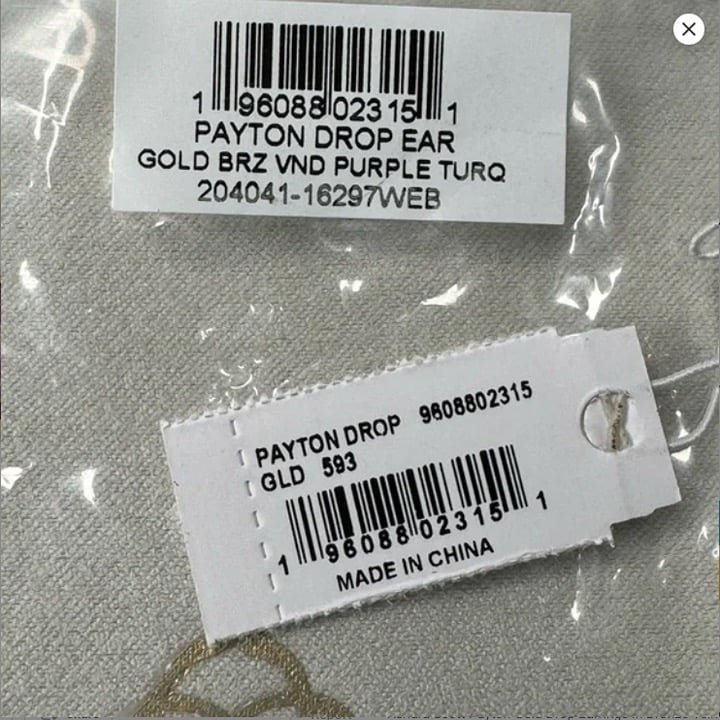 1 96088 02315 1
PAYTON DROP EAR
GOLD BRZ VND PURPLE TURQ
204041-16297WEB
PAYTON DROP 9608802315
GLD 593
1 96088 02315 1
MADE IN CHINA